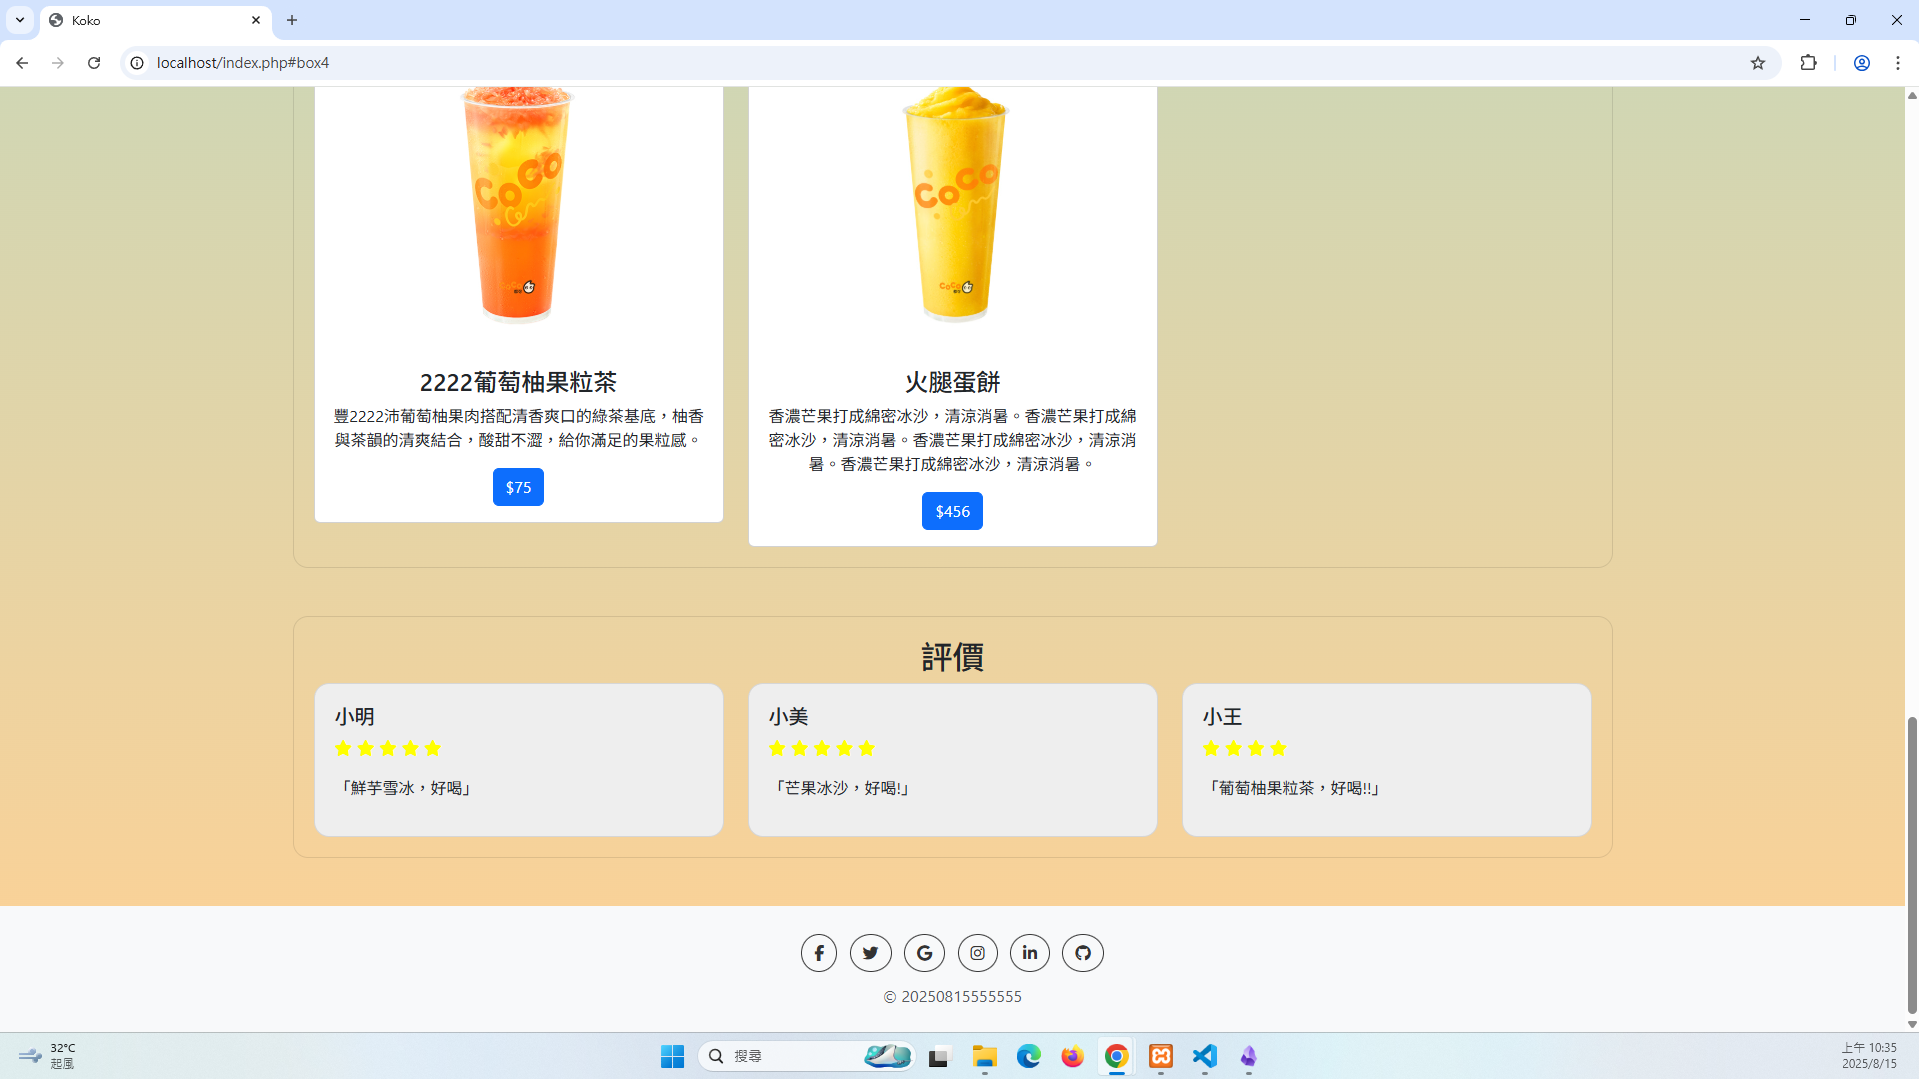 Koko
localhost/index.php#box4
CoCo
CoCo
CoCo
CoCo
2222葡萄柚果粒茶
豐2222沛葡萄柚果肉搭配清香爽口的綠茶基底，柚香
與茶韻的清爽結合，酸甜不澀，給你滿足的果粒感。
$75
火腿蛋餅
香濃芒果打成綿密冰沙，清涼消暑。香濃芒果打成綿
密冰沙，清涼消暑。香濃芒果打成綿密冰沙，清涼消
暑。香濃芒果打成綿密冰沙，清涼消暑。
$456
評價
小明
「鮮芋雪冰，好喝」
小美
「芒果冰沙，好喝!」
小王
「葡萄柚果粒茶，好喝!!」
© 20250815555555
32°C
起風
搜尋
上午 10:35
2025/8/15